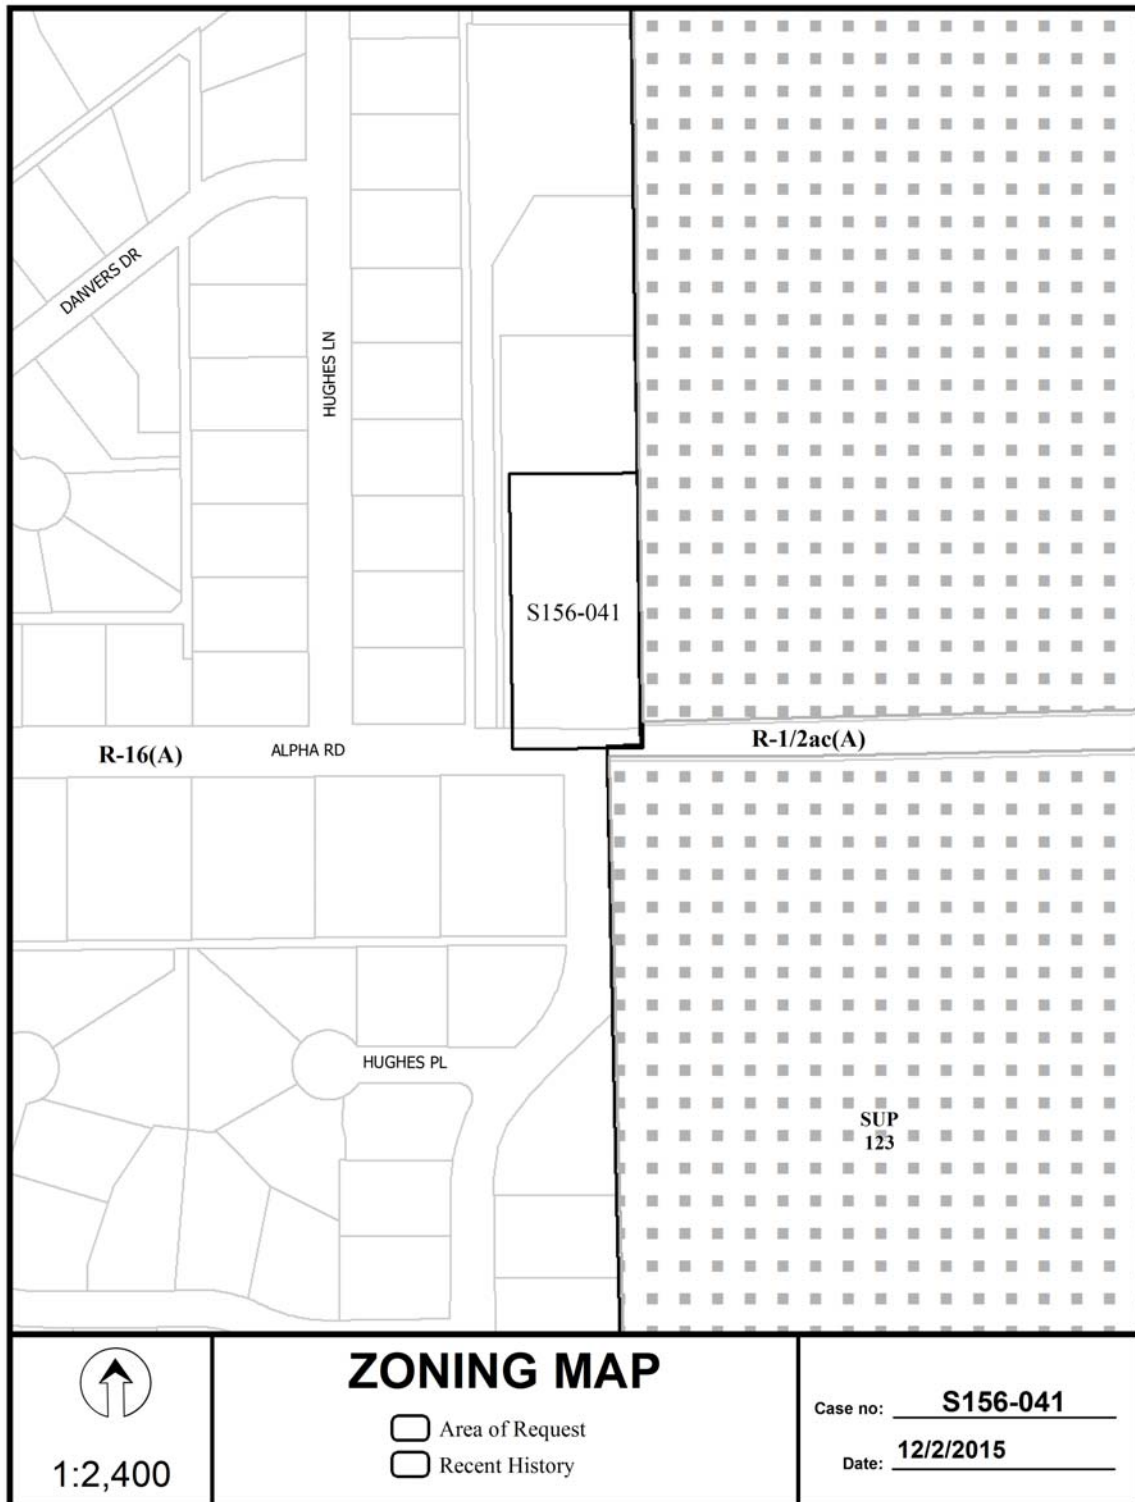 DANVERS DR
HUGHES LN
S156-041
R-16(A)
ALPHA RD
R-1/2ac(A)
HUGHES PL
SUP
123
1:2,400
ZONING MAP
Area of Request
Recent History
Case no: S156-041
Date: 12/2/2015